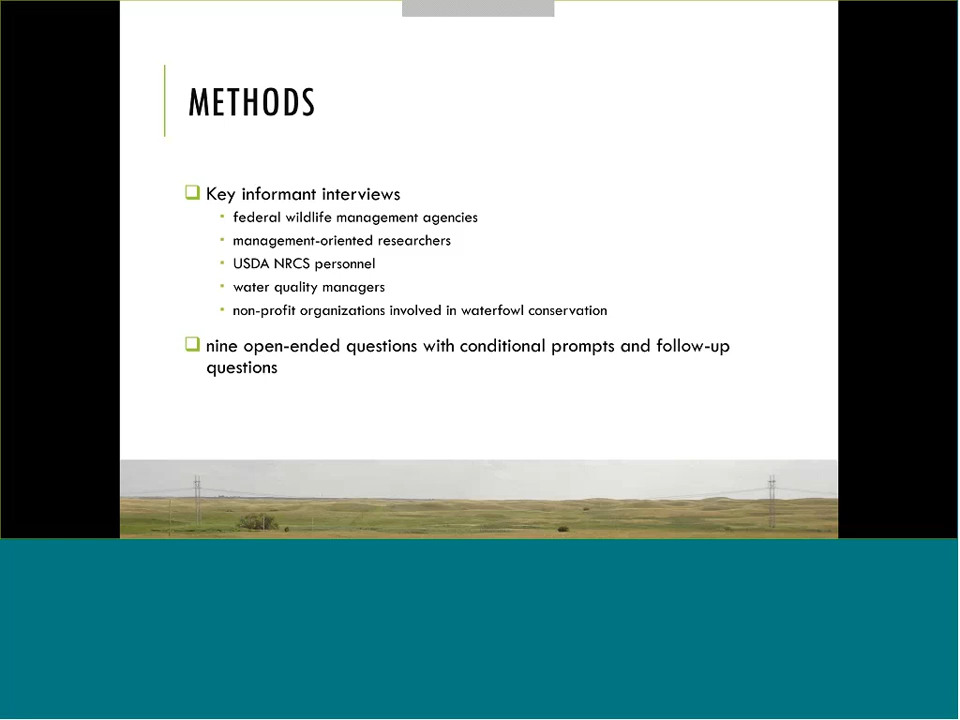 METHODS
Key informant interviews
federal wildlife management agencies
management-oriented researchers
USDA NRCS personnel
water quality managers
non-profit organizations involved in waterfowl conservation
nine open-ended questions with conditional prompts and follow-up
questions